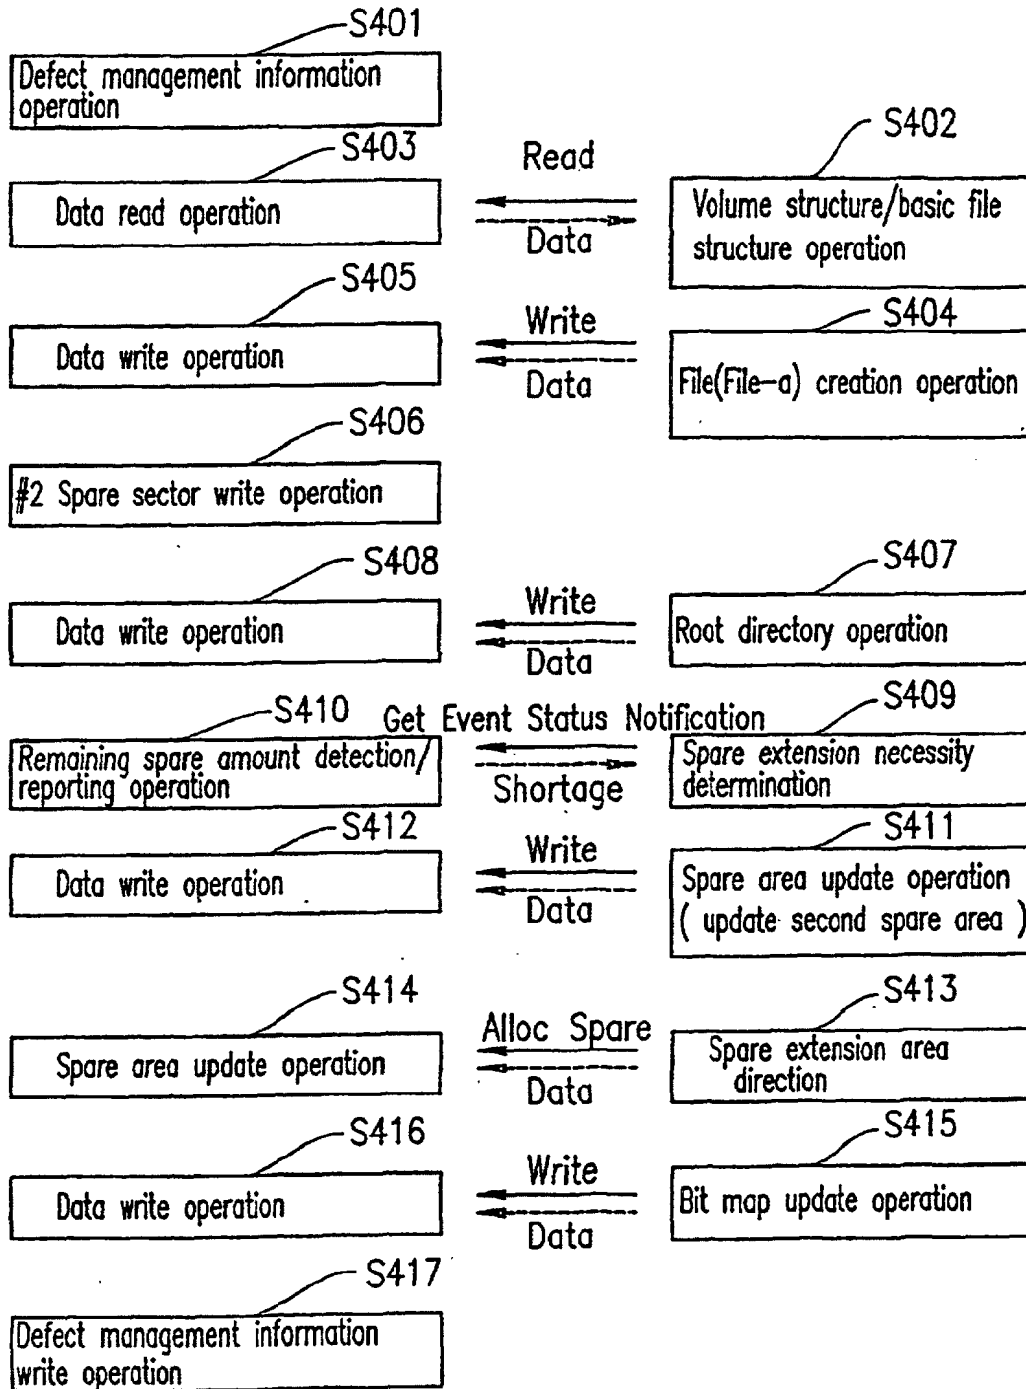 S401
Defect management information
operation
S402
S403
Read
Data read operation
Data
Volume structure/basic file
structure operation
S405
S404
Write
Data write operation
Data
File(File-a) creation operation
S406
#2 Spare sector write operation
S408
S407
Write
Data write operation
Data
Root directory operation
S410
Get Event Status Notification
S409
Remaining spare amount detection/
reporting operation
Shortage
Spare extension necessity
determination
S412
S411
Write
Data write operation
Data
Spare area update operation
( update second spare area )
S414
S413
Alloc Spare
Spare area update operation
Data
Spare extension area
direction
S416
S415
Write
Data write operation
Data
Bit map update operation
S417
Defect management information
write operation